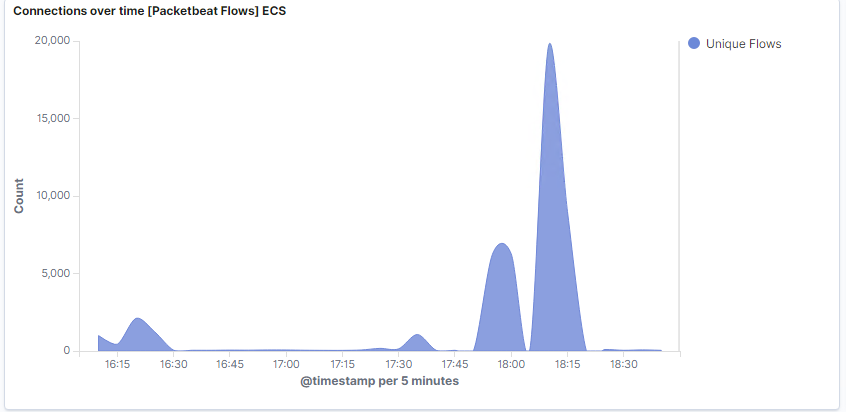 Connections over time [Packetbeat Flows] ECS
20,000
15,000
10,000
5,000
0
Count
16:15 16:30 16:45 17:00 17:15 17:30 17:45 18:00 18:15 18:30
@timestamp per 5 minutes
Unique Flows